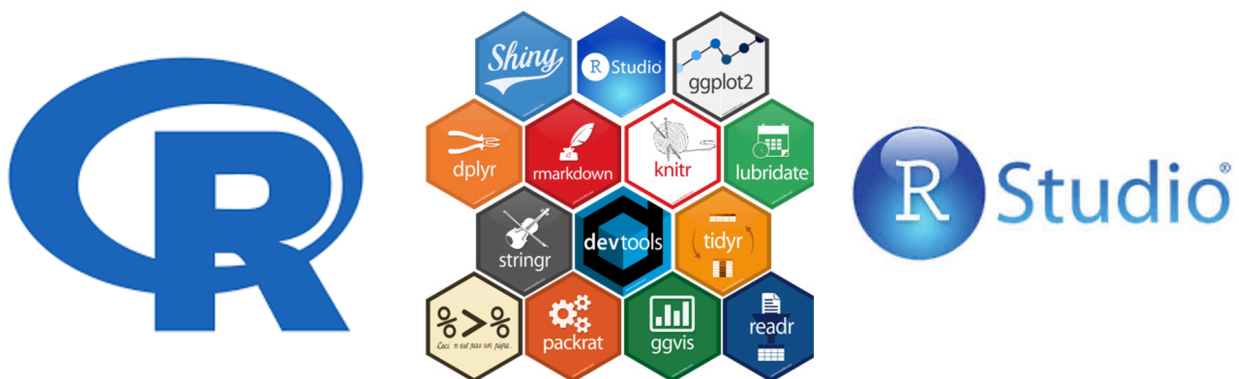 R
Shiny
R Studio
ggplot2
dplyr
rmarkdown
knitr
lubridate
stringr
devtools
tidyr
%>%
Ceci n'est pas un pipe.
packrat
ggvis
readr
R Studio®